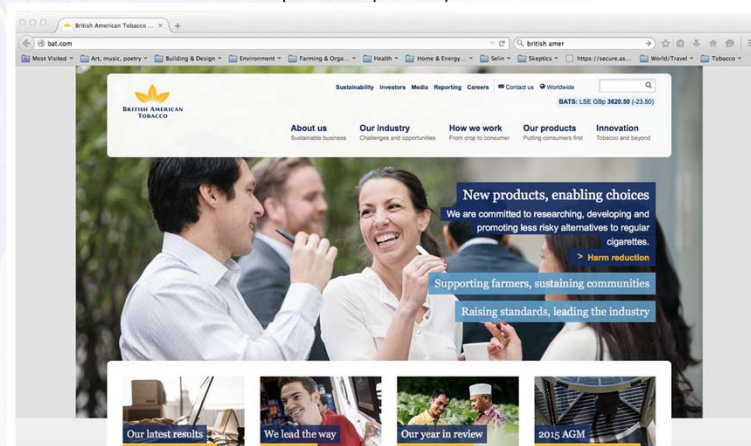 British American Tobacco ...
bat.com
british amer
Most Visited
Art, music, poetry
Building & Design
Environment
Farming & Orga...
Health
Home & Energy...
Selin
Skeptics
https://secure.as...
World/Travel
Tobacco
Sustainability Investors Media Reporting Careers Contact us Worldwide
BATS: LSE GBp 3620.50 (-23.50)
BRITISH AMERICAN
TOBACCO
About us Our industry How we work Our products Innovation
Sustainable business Challenges and opportunities From crop to consumer Putting consumers first Tobacco and beyond
New products, enabling choices
We are committed to researching, developing and
promoting less risky alternatives to regular
cigarettes.
> Harm reduction
Supporting farmers, sustaining communities
Raising standards, leading the industry
Our latest results
We lead the way
Our year in review
2015 AGM